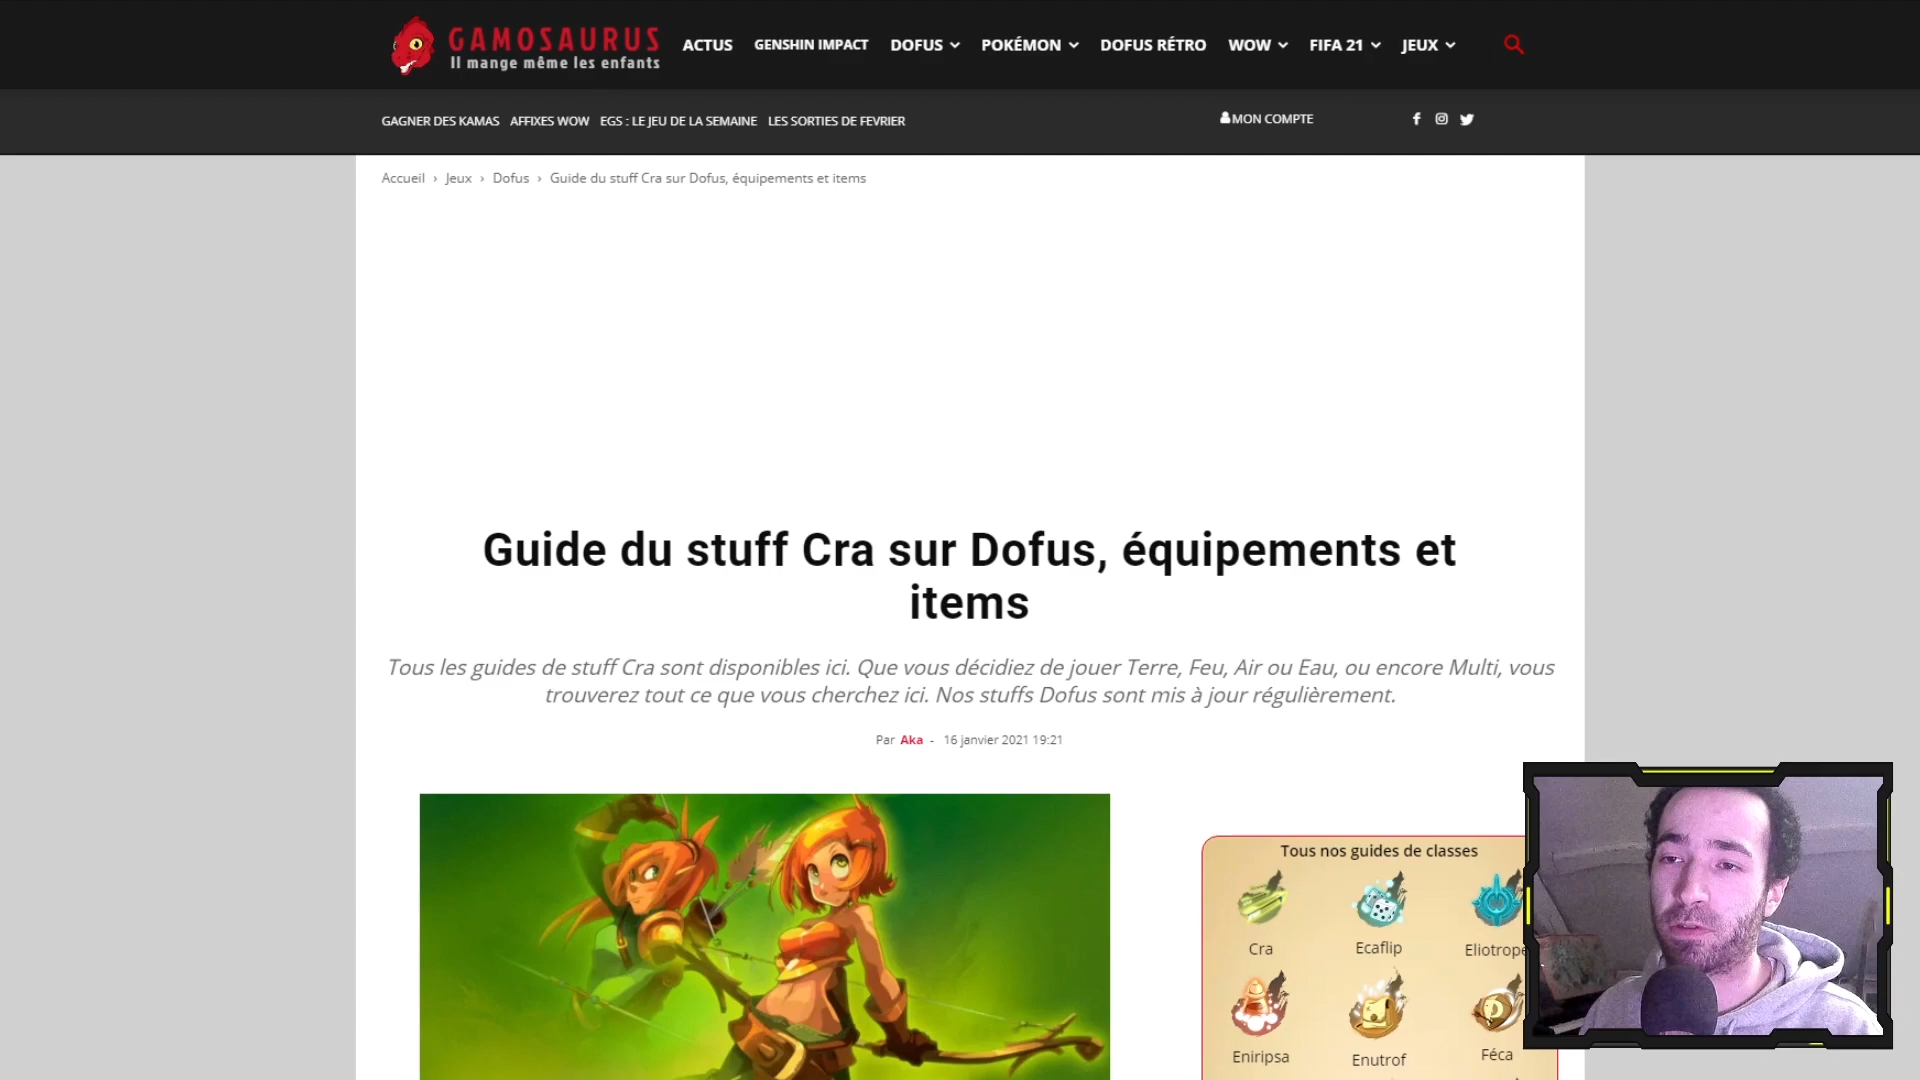 GAMOSAURUS
Il mange même les enfants
ACTUS GENSHIN IMPACT DOFUS POKÉMON DOFUS RÉTRO WOW FIFA 21 JEUX
GAGNER DES KAMAS AFFIXES WOW EGS : LE JEU DE LA SEMAINE LES SORTIES DE FEVRIER
MON COMPTE
Accueil › Jeux › Dofus › Guide du stuff Cra sur Dofus, équipements et items
Guide du stuff Cra sur Dofus, équipements et
items
Tous les guides de stuff Cra sont disponibles ici. Que vous décidiez de jouer Terre, Feu, Air ou Eau, ou encore Multi, vous
trouverez tout ce que vous cherchez ici. Nos stuffs Dofus sont mis à jour régulièrement.
Par Aka - 16 janvier 2021 19:21
Tous nos guides de classes
Cra Ecaflip Eliotrope
Eniripsa Enutrof Féca